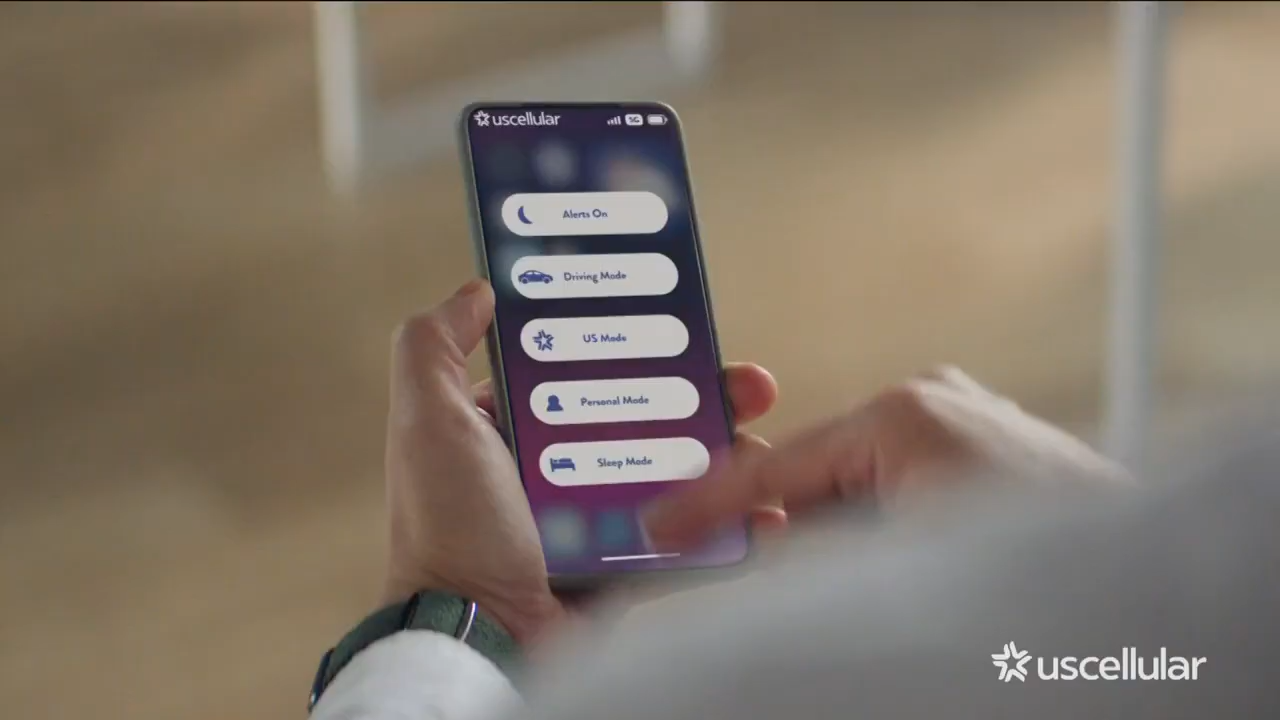 uscellular
5G
Alerts On
Driving Mode
US Mode
Personal Mode
Sleep Mode
uscellular